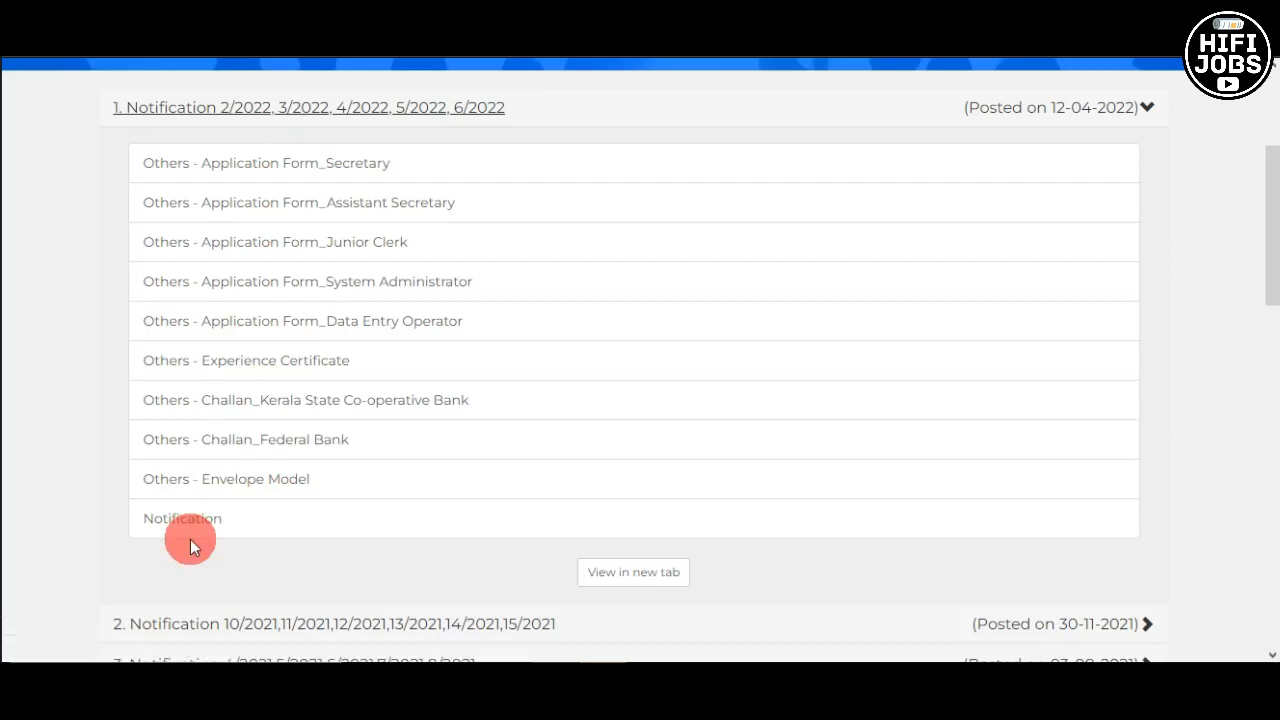 HIFI
JOBS
1. Notification 2/2022, 3/2022, 4/2022, 5/2022, 6/2022 (Posted on 12-04-2022)
Others - Application Form_Secretary
Others - Application Form_Assistant Secretary
Others - Application Form_Junior Clerk
Others - Application Form_System Administrator
Others - Application Form_Data Entry Operator
Others - Experience Certificate
Others - Challan_Kerala State Co-operative Bank
Others - Challan_Federal Bank
Others - Envelope Model
Notification
View in new tab
2. Notification 10/2021,11/2021,12/2021,13/2021,14/2021,15/2021 (Posted on 30-11-2021)